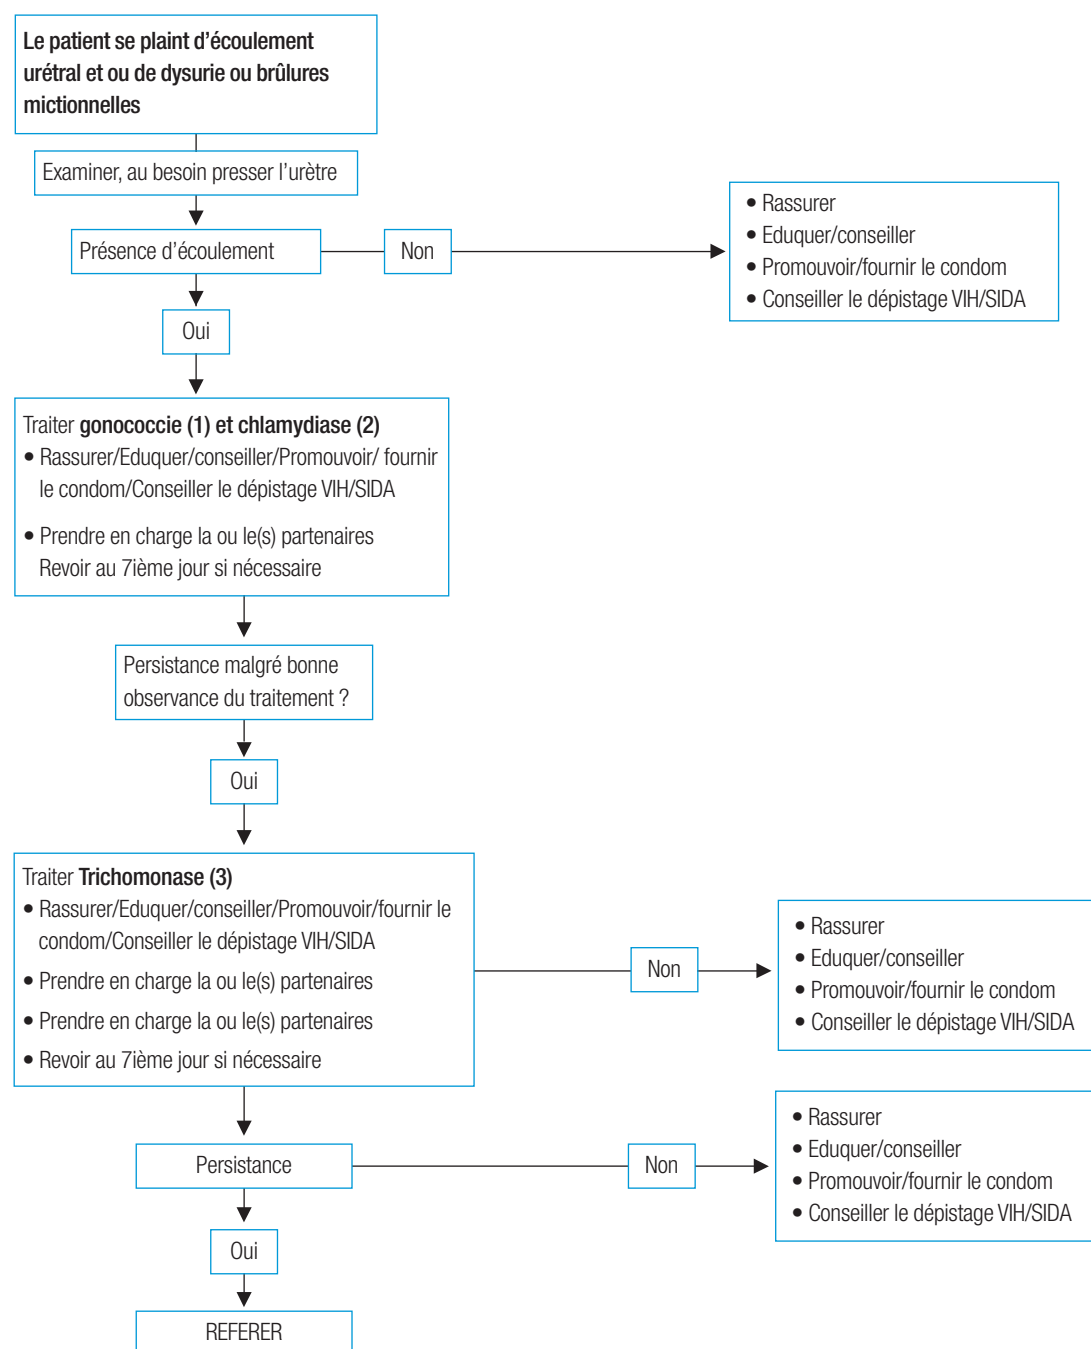 Le patient se plaint d'écoulement
urétral et ou de dysurie ou brûlures
mictionnelles
Examiner, au besoin presser l'urètre
Présence d'écoulement
Non
• Rassurer
• Eduquer/conseiller
• Promouvoir/fournir le condom
• Conseiller le dépistage VIH/SIDA
Oui
Traiter gonococcie (1) et chlamydiase (2)
• Rassurer/Eduquer/conseiller/Promouvoir/ fournir
le condom/Conseiller le dépistage VIH/SIDA
• Prendre en charge la ou le(s) partenaires
Revoir au 7ième jour si nécessaire
Persistance malgré bonne
observance du traitement ?
Oui
Traiter Trichomonase (3)
• Rassurer/Eduquer/conseiller/Promouvoir/fournir le
condom/Conseiller le dépistage VIH/SIDA
• Prendre en charge la ou le(s) partenaires
• Prendre en charge la ou le(s) partenaires
• Revoir au 7ième jour si nécessaire
Non
• Rassurer
• Eduquer/conseiller
• Promouvoir/fournir le condom
• Conseiller le dépistage VIH/SIDA
Persistance
Non
• Rassurer
• Eduquer/conseiller
• Promouvoir/fournir le condom
• Conseiller le dépistage VIH/SIDA
Oui
REFERER